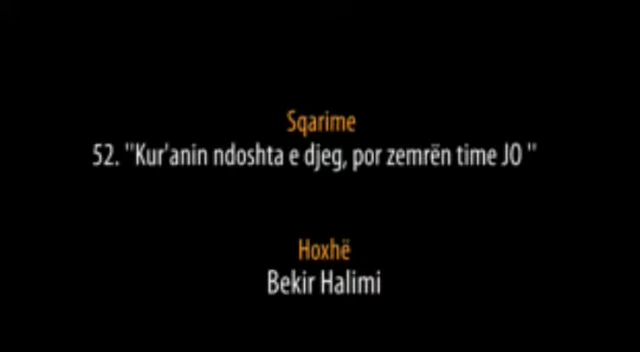 Sqarime
52. "Kur'anin ndoshta e djeg, por zemrën time JO "
Hoxhë
Bekir Halimi